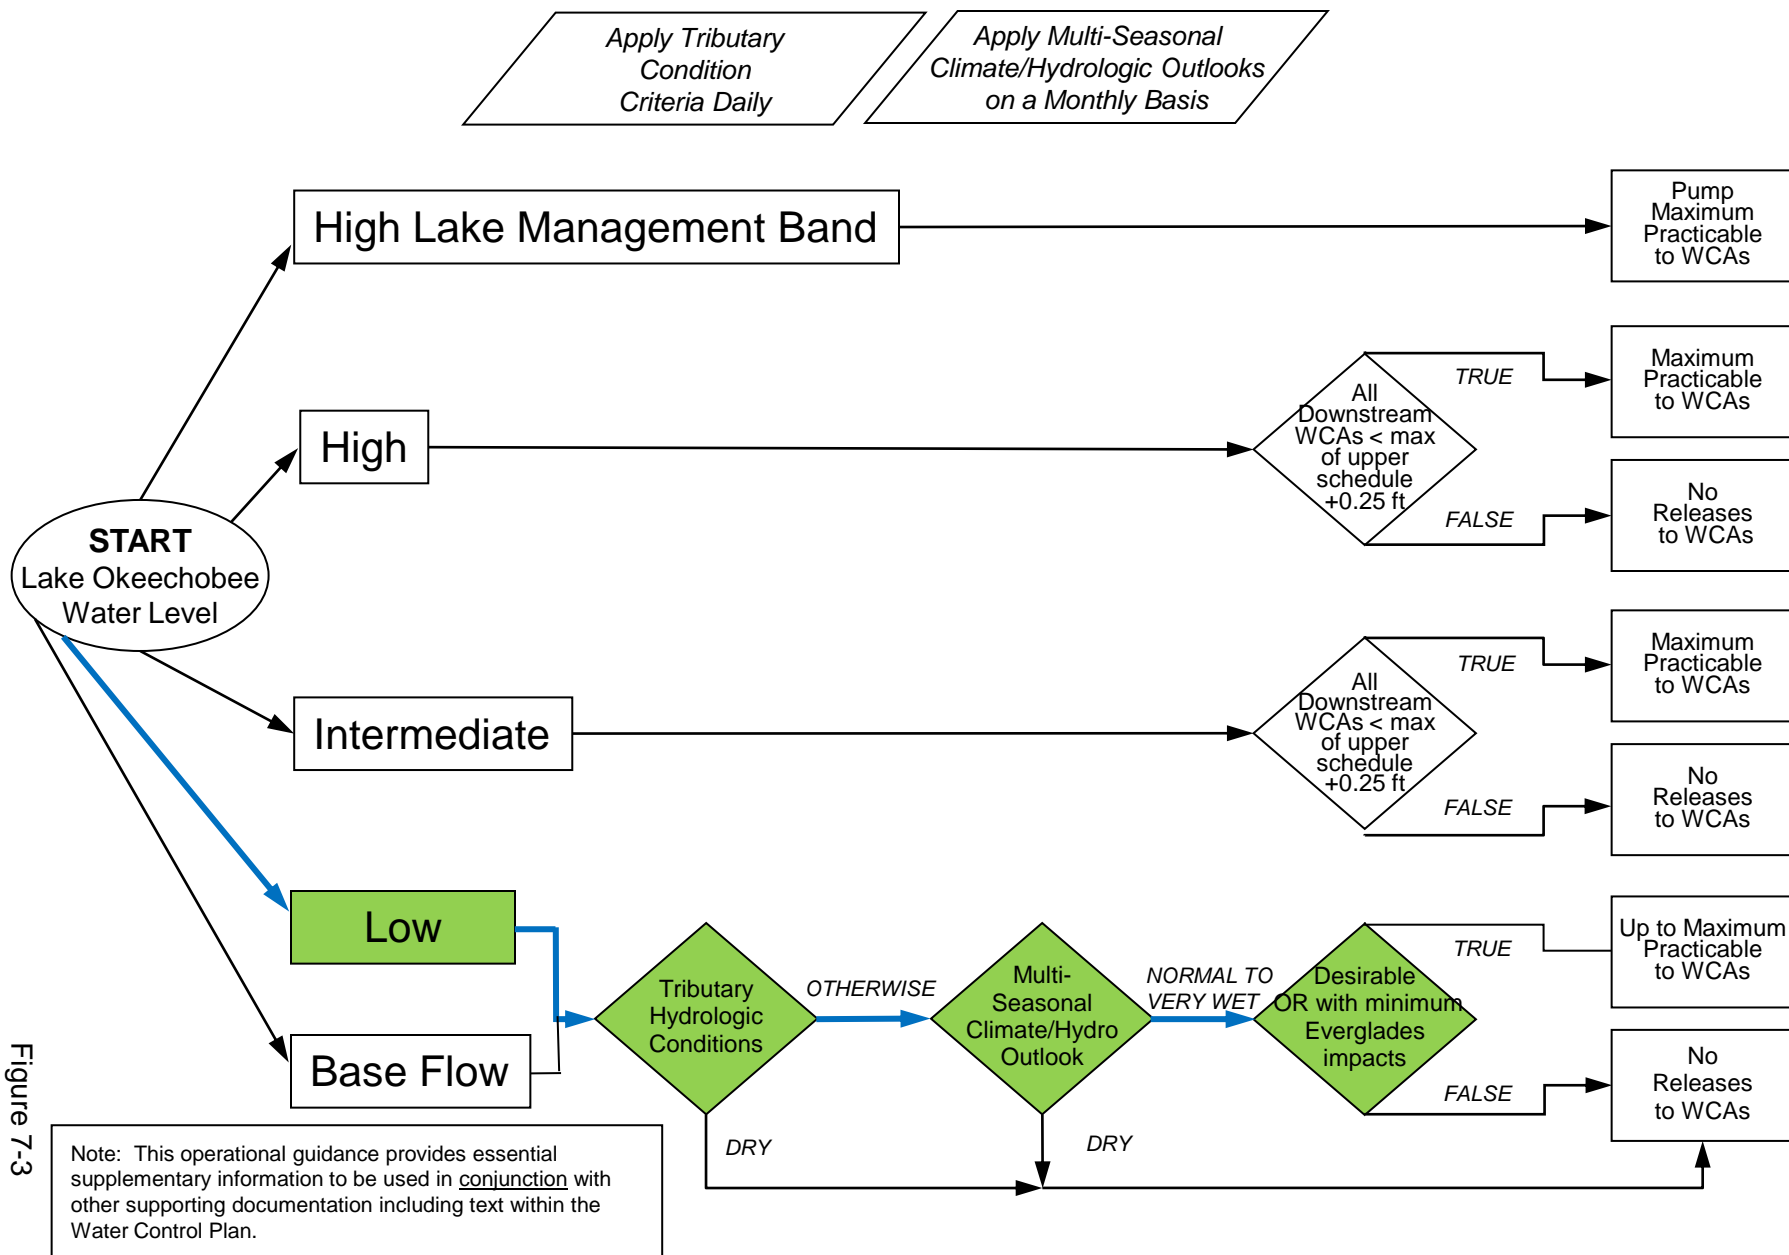 Apply Tributary
Condition
Criteria Daily
Apply Multi-Seasonal
Climate/Hydrologic Outlooks
on a Monthly Basis
High Lake Management Band
Pump
Maximum
Practicable
to WCAs
High
All
Downstream
WCAs < max
of upper
schedule
+0.25 ft
TRUE
Maximum
Practicable
to WCAs
FALSE
No
Releases
to WCAs
START
Lake Okeechobee
Water Level
Intermediate
All
Downstream
WCAs < max
of upper
schedule
+0.25 ft
TRUE
Maximum
Practicable
to WCAs
FALSE
No
Releases
to WCAs
Low
Base Flow
Tributary
Hydrologic
Conditions
OTHERWISE
DRY
Multi-
Seasonal
Climate/Hydro
Outlook
NORMAL TO
VERY WET
DRY
Desirable
OR with minimum
Everglades
impacts
TRUE
Up to Maximum
Practicable
to WCAs
FALSE
No
Releases
to WCAs
Figure 7-3
Note: This operational guidance provides essential
supplementary information to be used in conjunction with
other supporting documentation including text within the
Water Control Plan.